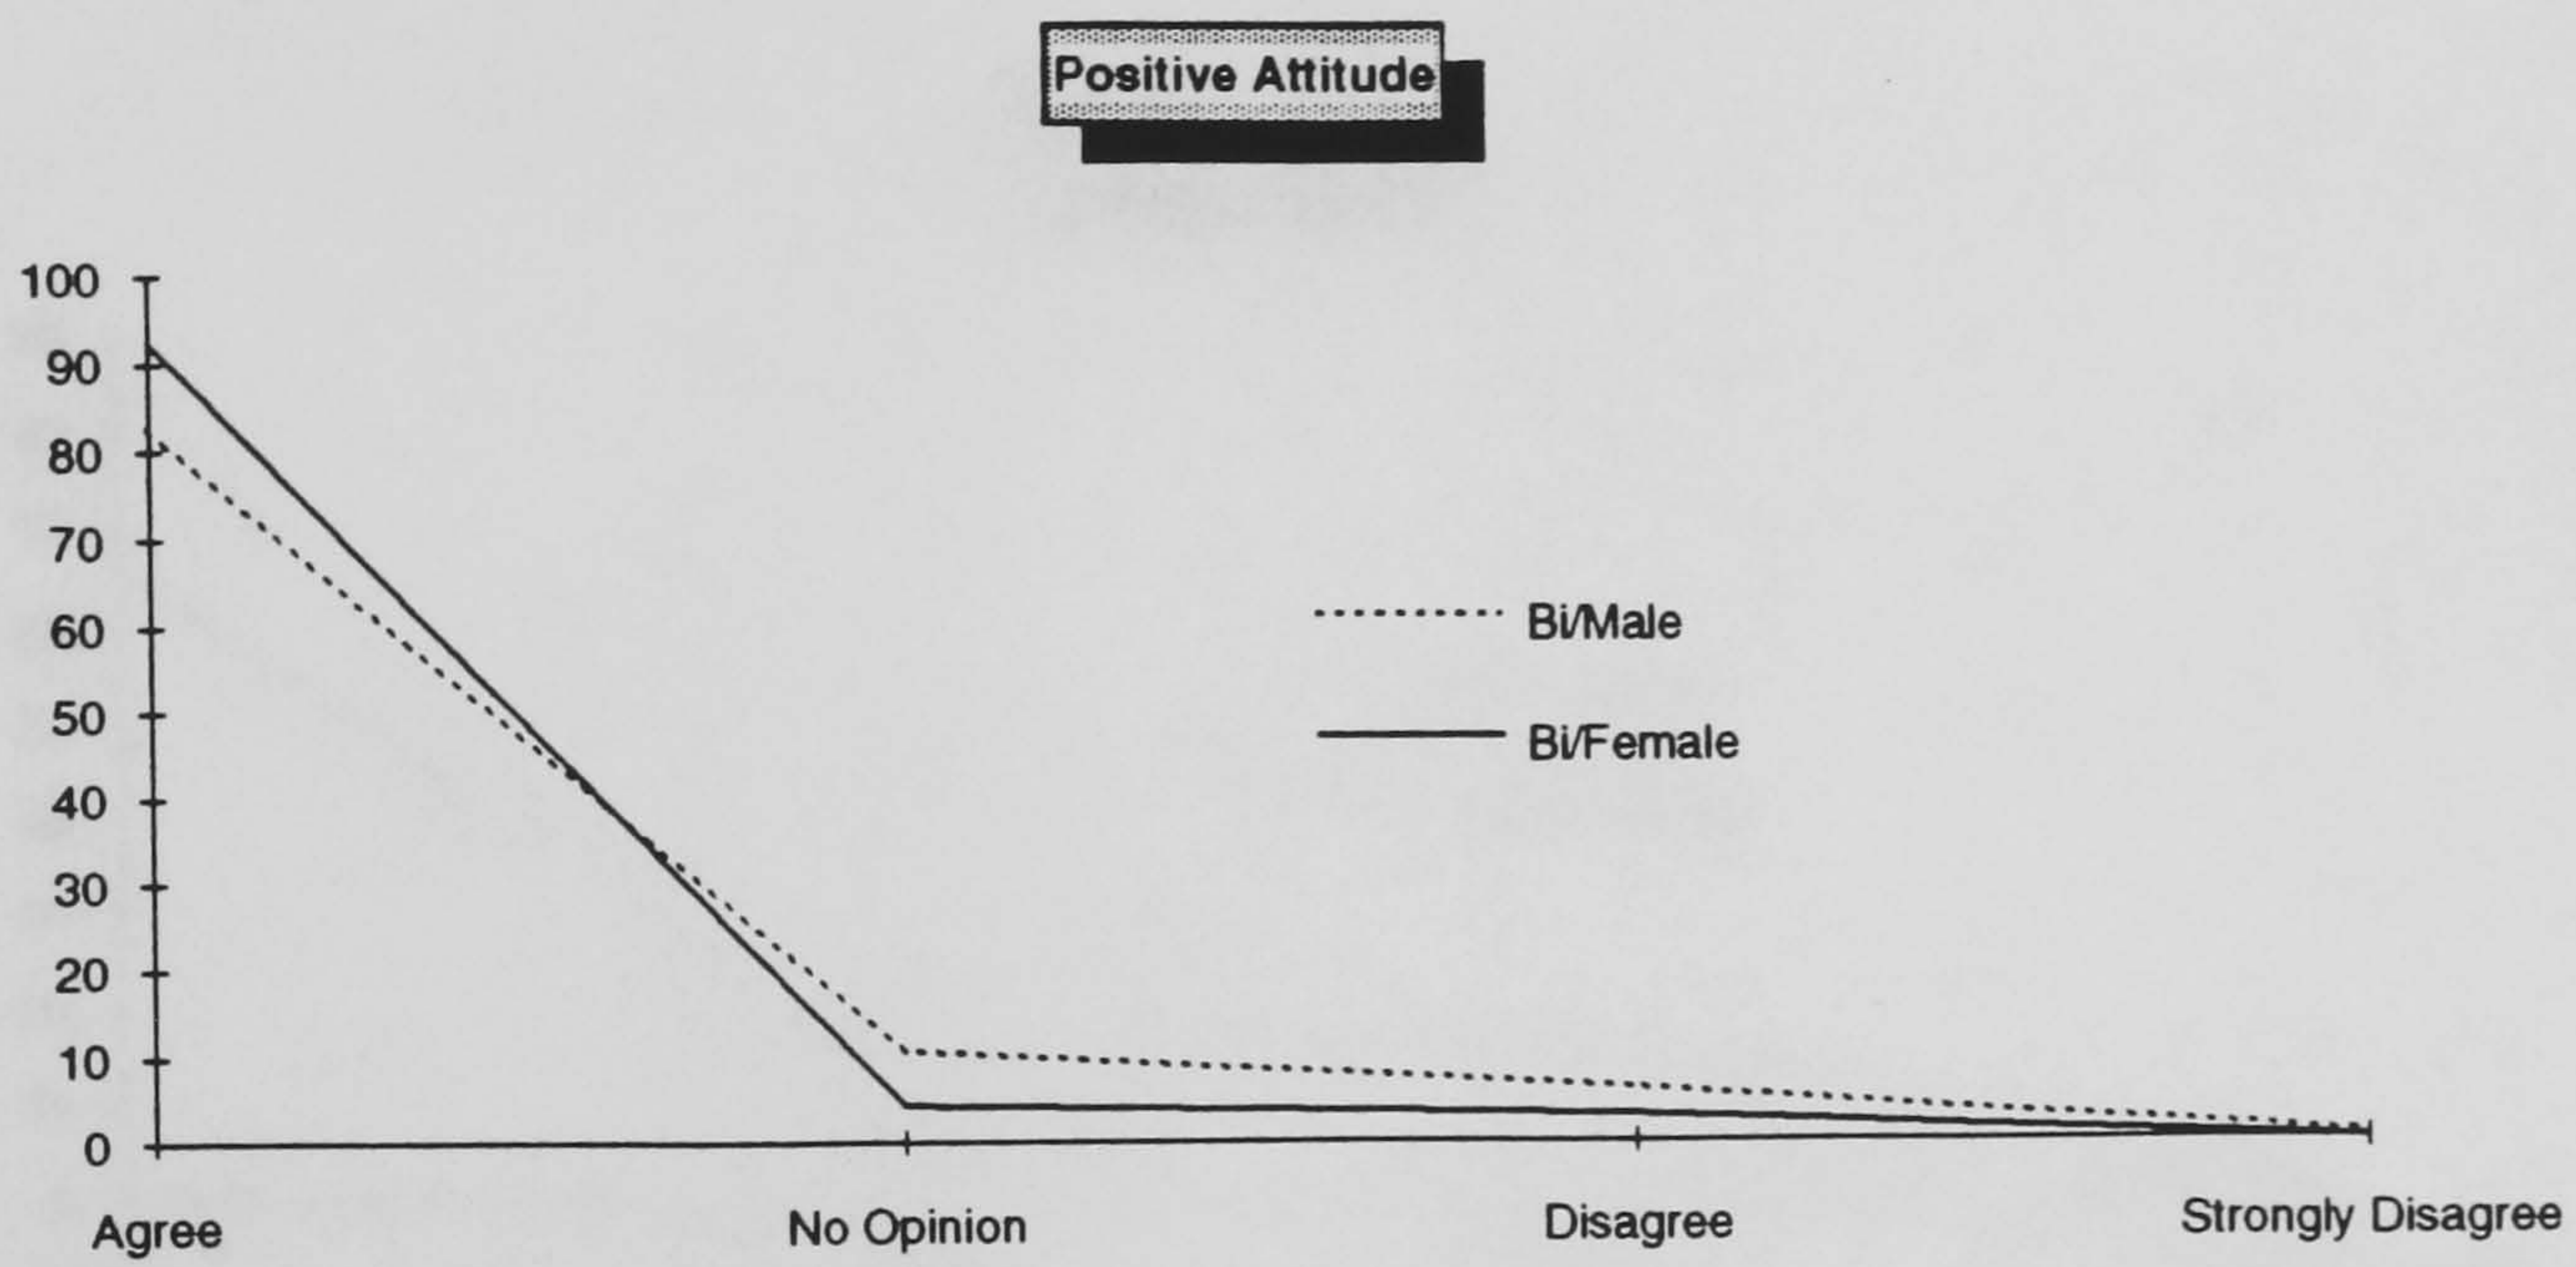 Positive Attitude
100
90
80
70
60
50
40
30
20
10
0
Bi/Male
Bi/Female
Agree
No Opinion
Disagree
Strongly Disagree